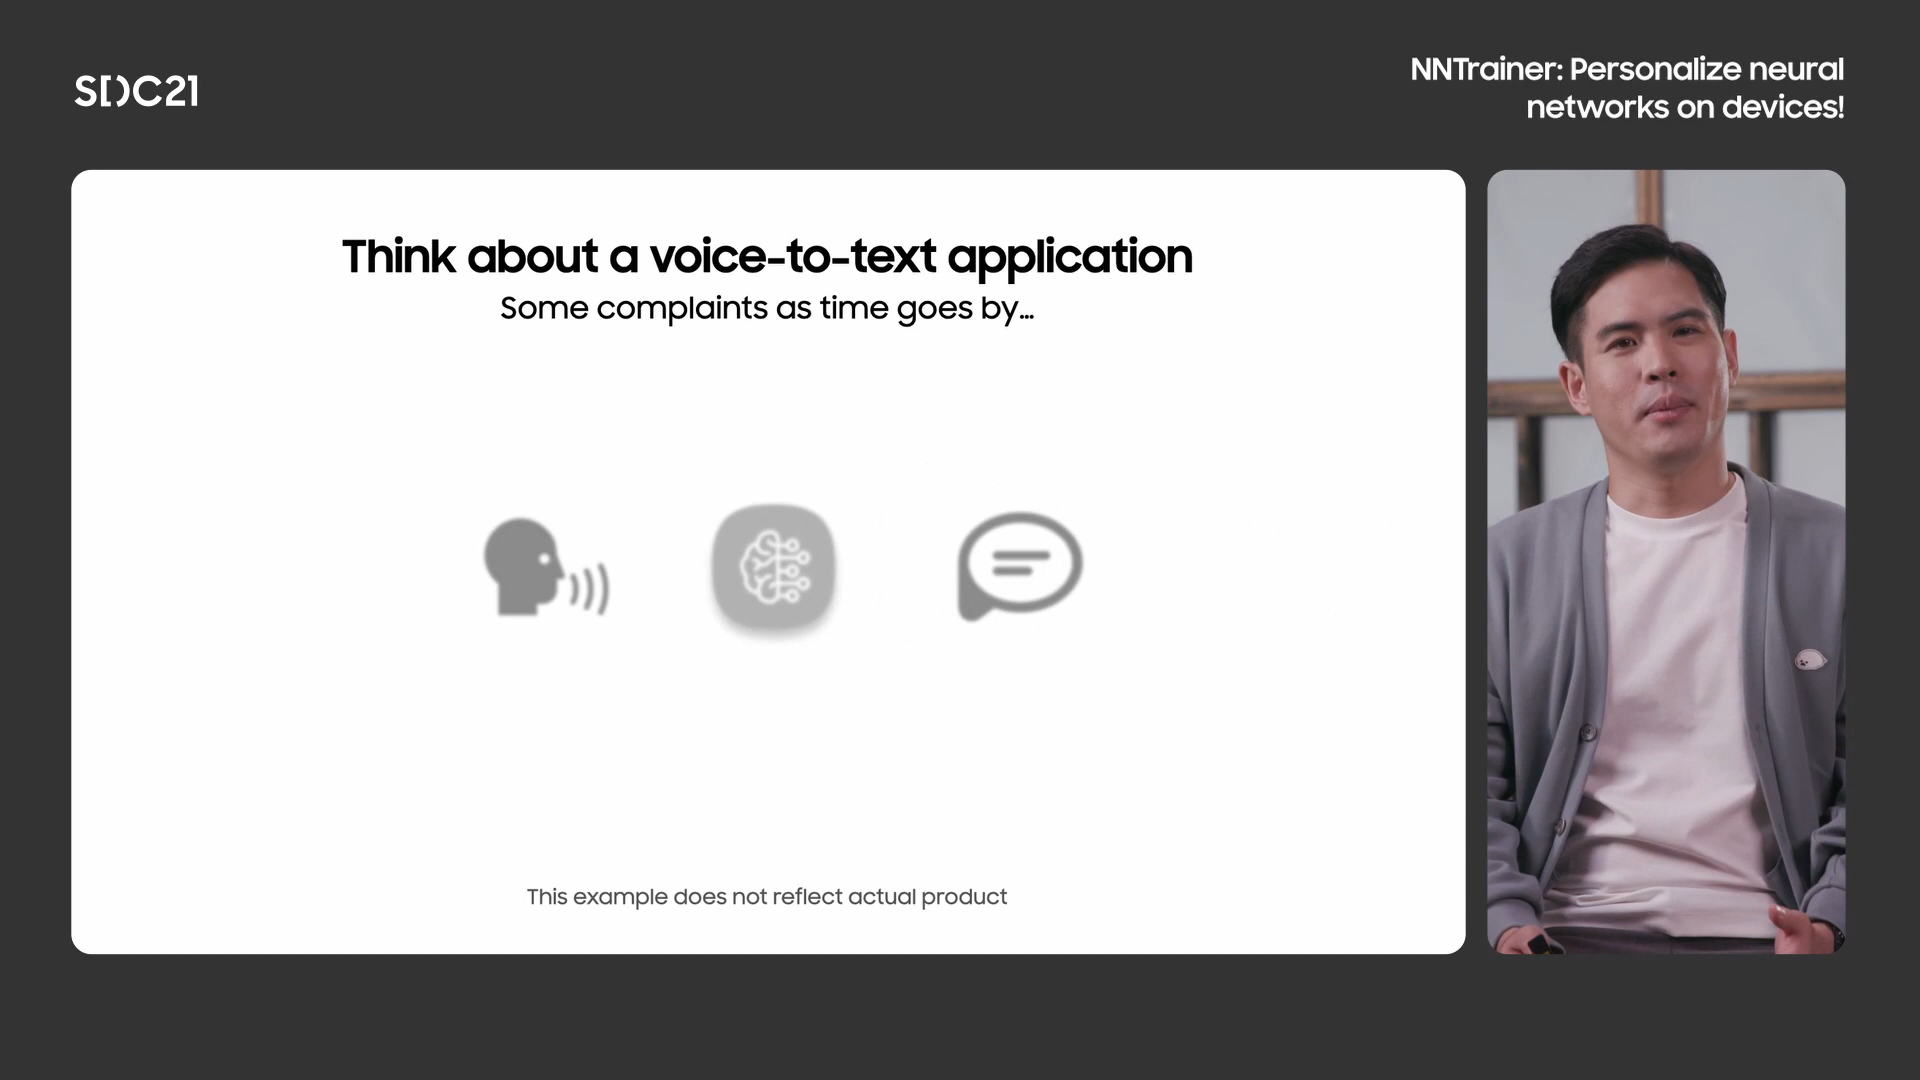 SDC21
NNTrainer: Personalize neural
networks on devices!
Think about a voice-to-text application
Some complaints as time goes by...
This example does not reflect actual product